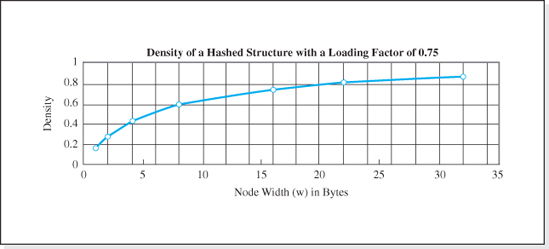 Density of a Hashed Structure with a Loading Factor of 0.75
1
0.8
0.6
0.4
0.2
0
Density
0 5 10 15 20 25 30 35
Node Width (w) in Bytes